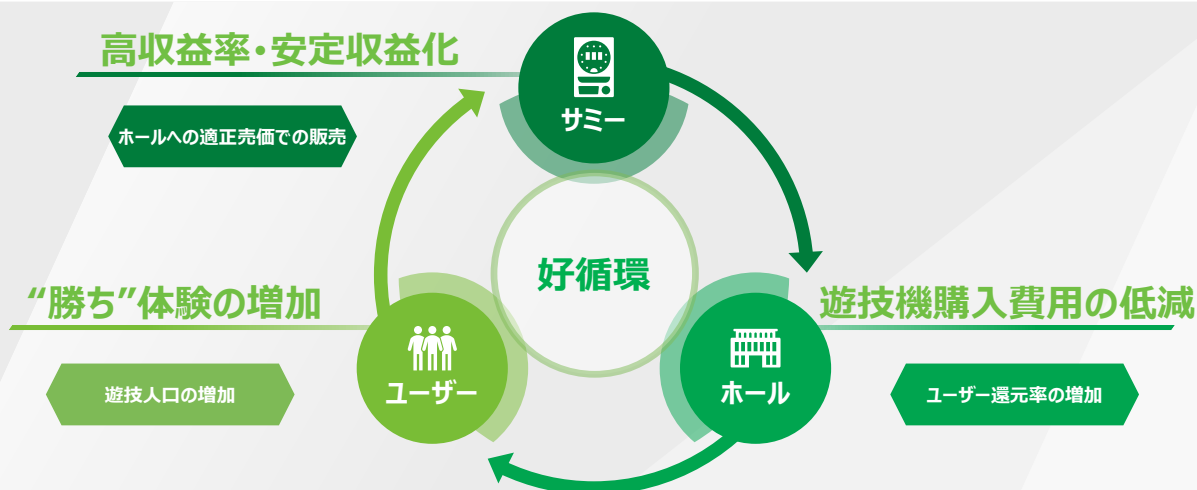 高収益率・安定収益化
ホールへの適正売価での販売
サミー
好循環
“勝ち”体験の増加
遊技人口の増加
ユーザー
ホール
遊技機購入費用の低減
ユーザー還元率の増加